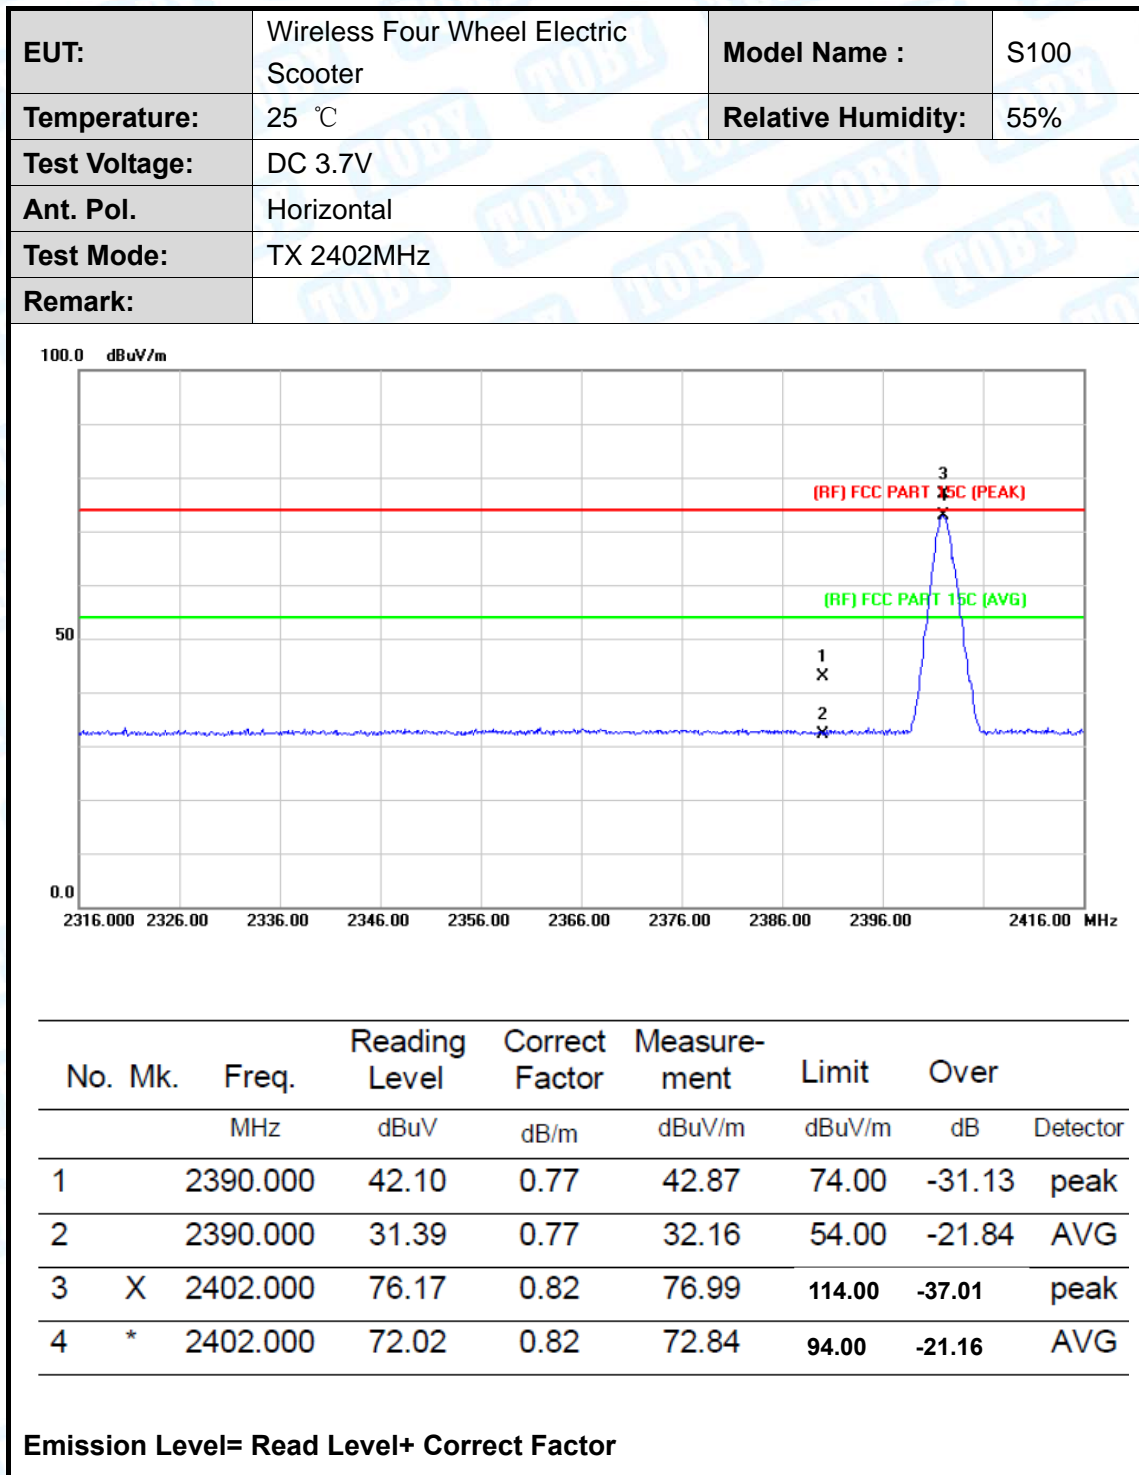 EUT: Wireless Four Wheel Electric Scooter Model Name : S100
Temperature: 25 ℃ Relative Humidity: 55%
Test Voltage: DC 3.7V
Ant. Pol. Horizontal
Test Mode: TX 2402MHz
Remark:
100.0 dBuV/m
3
(RF) FCC PART 15C (PEAK)
(RF) FCC PART 15C (AVG)
50
1
X
2
X
0.0
2316.000 2326.00 2336.00 2346.00 2356.00 2366.00 2376.00 2386.00 2396.00 2416.00 MHz
No. Mk. Freq. Reading Level Correct Factor Measure-ment Limit Over
MHz dBuV dB/m dBuV/m dBuV/m dB Detector
1 2390.000 42.10 0.77 42.87 74.00 -31.13 peak
2 2390.000 31.39 0.77 32.16 54.00 -21.84 AVG
3 X 2402.000 76.17 0.82 76.99 114.00 -37.01 peak
4 * 2402.000 72.02 0.82 72.84 94.00 -21.16 AVG
Emission Level= Read Level+ Correct Factor
TOBY